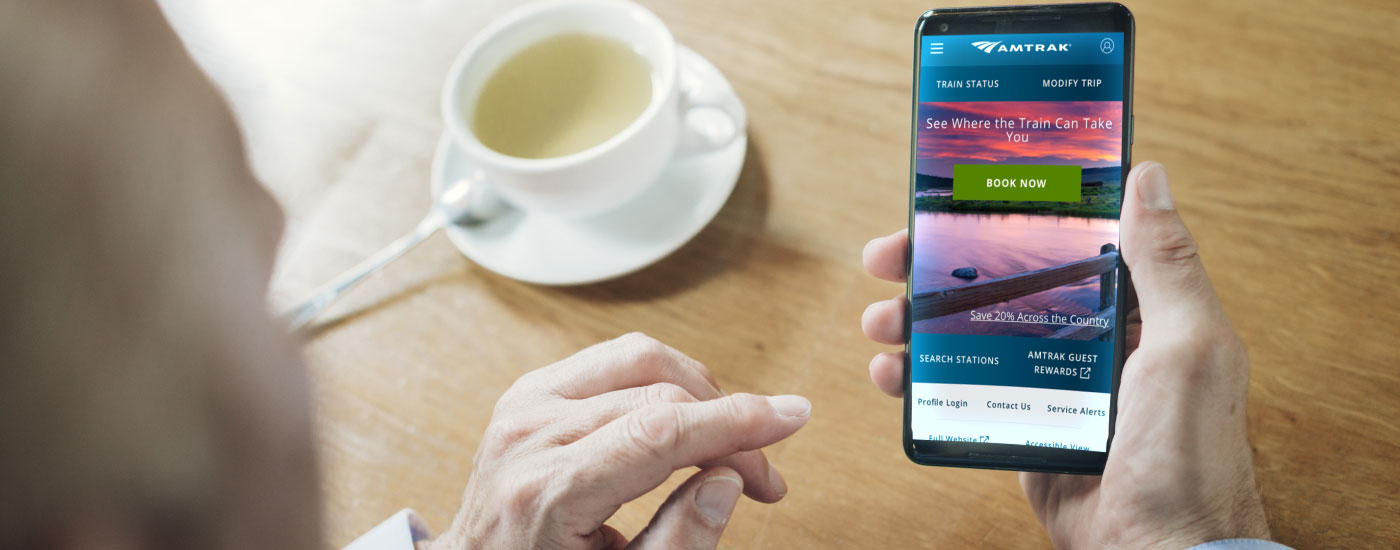 AMTRAK
TRAIN STATUS MODIFY TRIP
See Where the Train Can Take
You
BOOK NOW
Save 20% Across the Country
SEARCH STATIONS
AMTRAK GUEST
REWARDS
Profile Login Contact Us Service Alerts
Full Website Accessible View